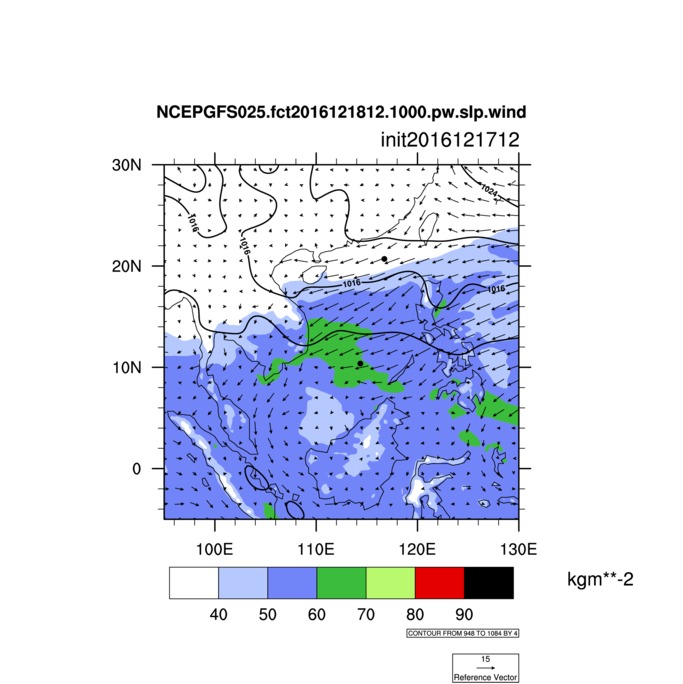 NCEPGFS025.fct2016121812.1000.pw.slp.wind
init2016121712
30N
1024
1016
1016
20N
1016
1016
10N
0
100E
110E
120E
130E
kgm**-2
40
50
60
70
80
90
CONTOUR FROM 948 TO 1084 BY 4
15
Reference Vector